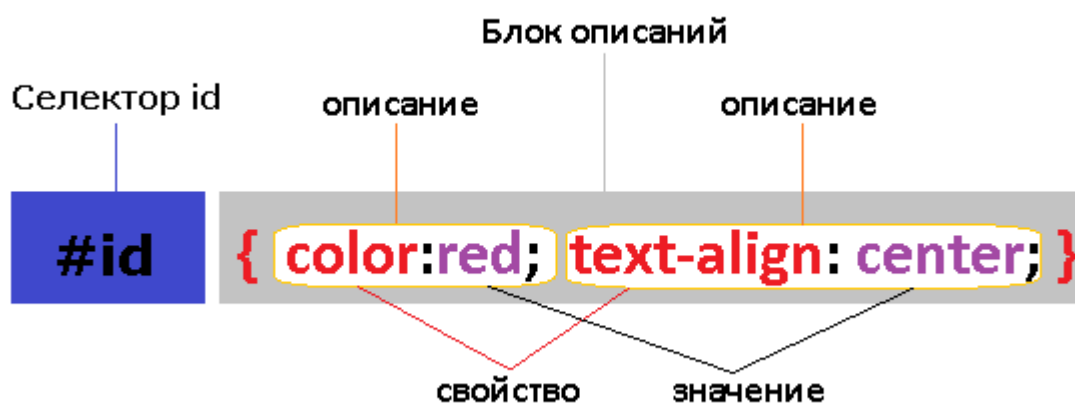 Блок описаний
Селектор id
описание
описание
#id
{ color:red; text-align: center; }
свойство
значение